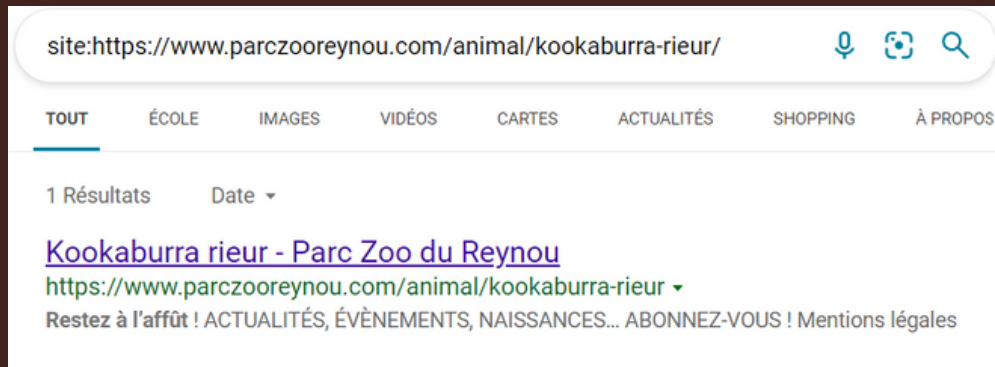 site:https://www.parczooreynou.com/animal/kookaburra-rieur/
TOUT ÉCOLE IMAGES VIDÉOS CARTES ACTUALITÉS SHOPPING À PROPOS
1 Résultats Date
Kookaburra rieur - Parc Zoo du Reynou
https://www.parczooreynou.com/animal/kookaburra-rieur
Restez à l’affût ! ACTUALITÉS, ÉVÈNEMENTS, NAISSANCES... ABONNEZ-VOUS ! Mentions légales